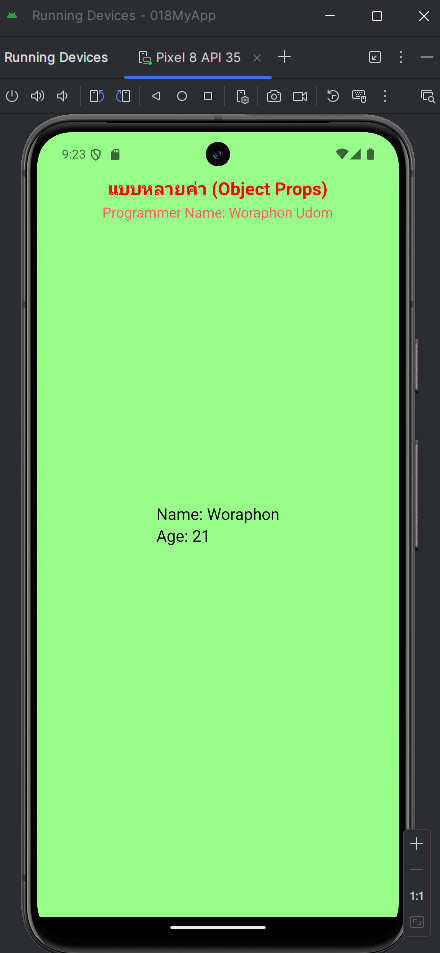 Running Devices - 018MyApp
Running Devices
Pixel 8 API 35
9:23
แบบหลายค่า (Object Props)
Programmer Name: Woraphon Udom
Name: Woraphon
Age: 21
1:1